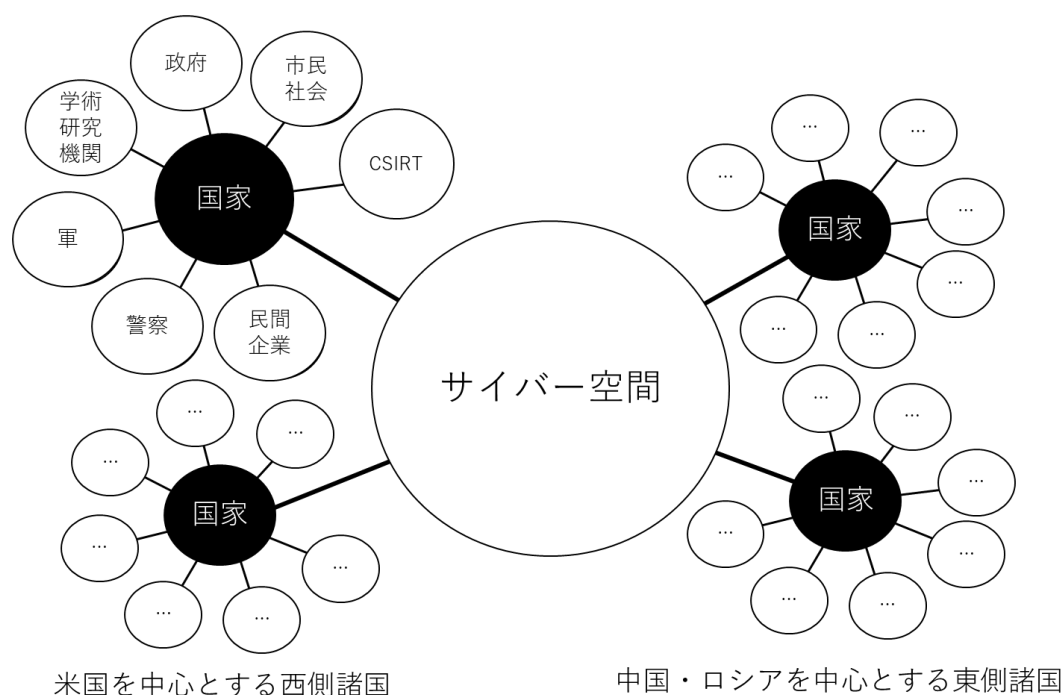 政府
市民
社会
学術
研究
機関
CSIRT
国家
軍
警察
民間
企業
…
…
…
国家
…
…
…
…
サイバー空間
…
…
…
…
国家
…
…
…
…
…
…
国家
…
…
…
…
米国を中心とする西側諸国
中国・ロシアを中心とする東側諸国